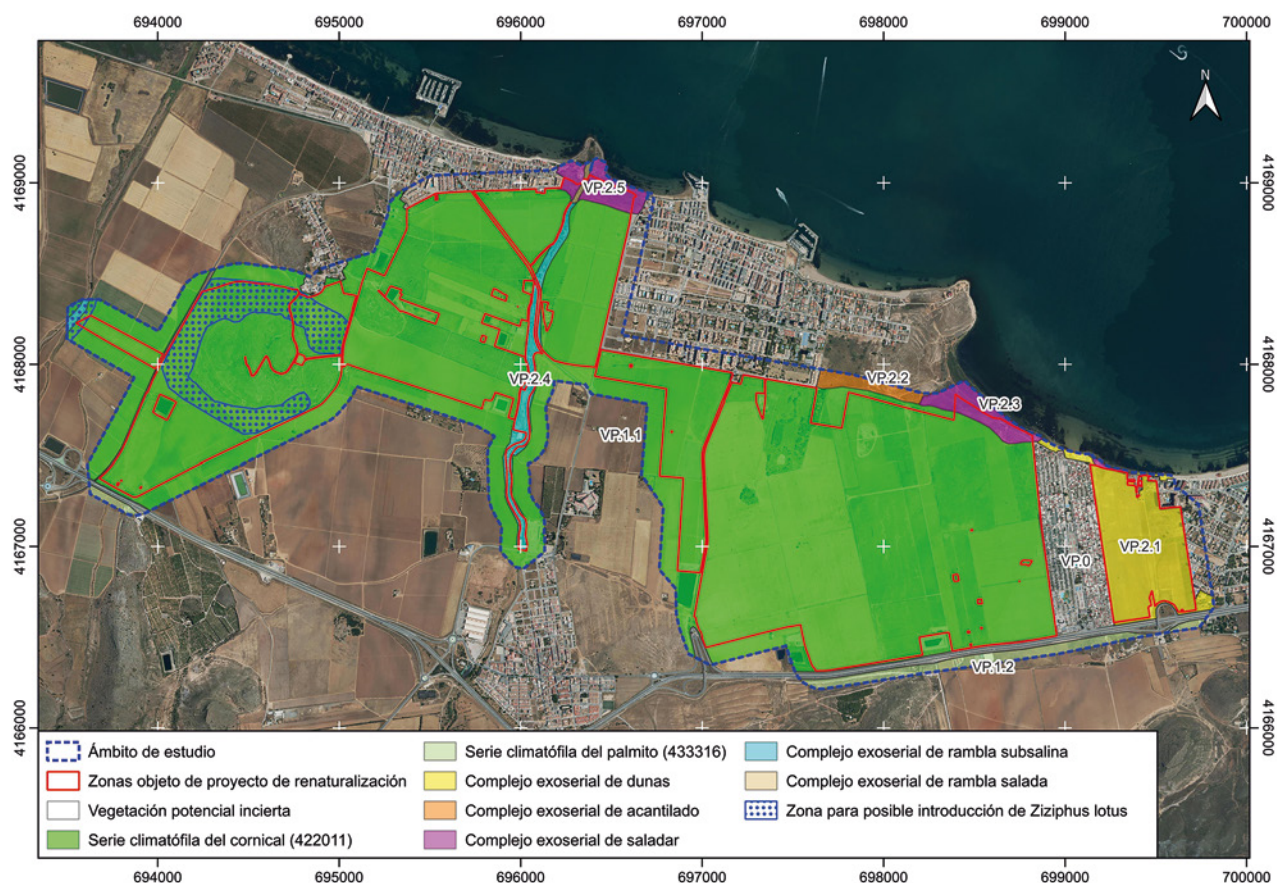 694000 695000 696000 697000 698000 699000 700000
N
4169000 4169000
VP.2.5
4168000 4168000
VP.2.4
VP.2.2
VP.2.3
VP.1.1
4167000 4167000
VP.0
VP.2.1
VP.1.2
4166000 4166000
Ámbito de estudio
Zonas objeto de proyecto de renaturalización
Vegetación potencial incierta
Serie climatófila del cornical (422011)
Serie climatófila del palmito (433316)
Complejo exoserial de dunas
Complejo exoserial de acantilado
Complejo exoserial de saladar
Complejo exoserial de rambla subsalina
Complejo exoserial de rambla salada
Zona para posible introducción de Ziziphus lotus
694000 695000 696000 697000 698000 699000 700000